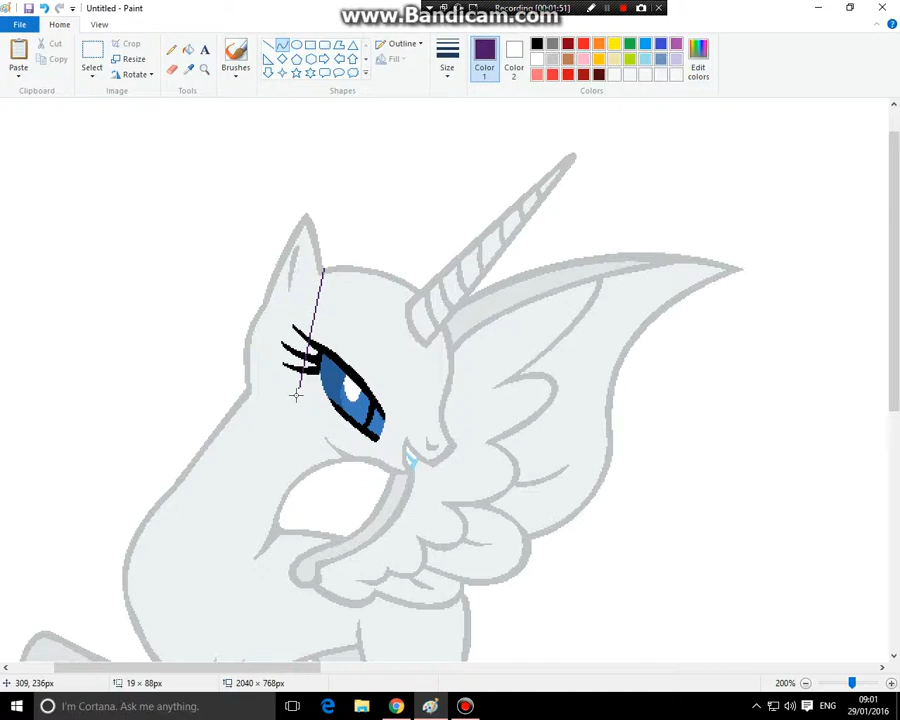 www.Bandicam.com
Recording [00:01:51]
Untitled - Paint
File Home View
Paste
Cut
Copy
Clipboard
Select
Crop
Resize
Rotate
Image
A
Tools
Brushes
Outline
Fill
Shapes
Size
Color 1
Color 2
Edit colors
Colors
309, 236px
19 × 88px
2040 × 768px
200%
I'm Cortana. Ask me anything.
09:01
29/01/2016